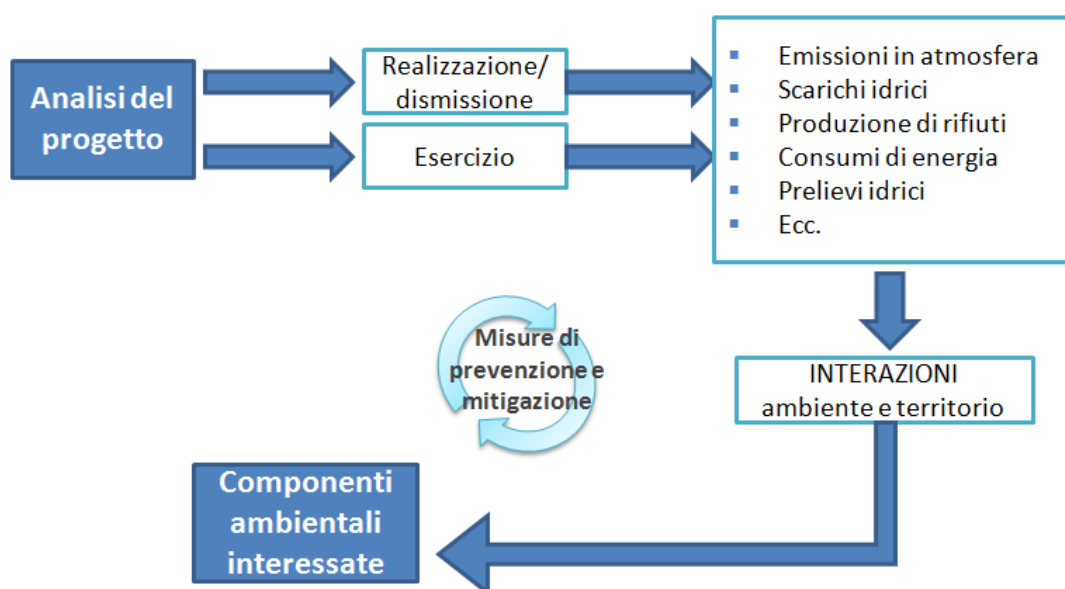 Analisi del
progetto
Realizzazione/
dismissione
Esercizio
Emissioni in atmosfera
Scarichi idrici
Produzione di rifiuti
Consumi di energia
Prelievi idrici
Ecc.
INTERAZIONI
ambiente e territorio
Misure di
prevenzione e
mitigazione
Componenti
ambientali
interessate